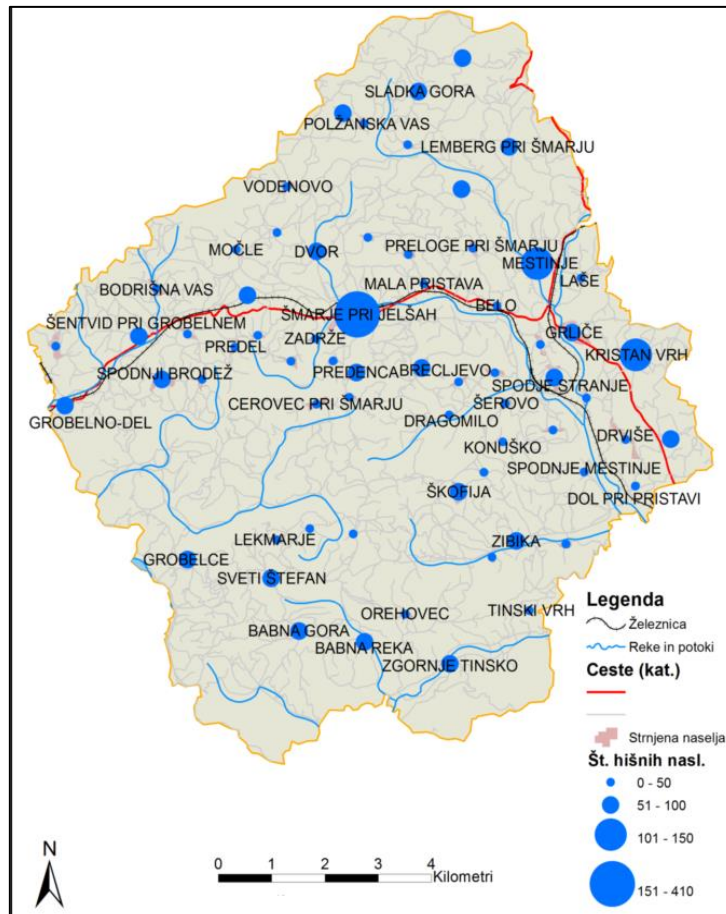 SLADKA GORA
POLŽANSKA VAS
LEMBERG PRI ŠMARJU
VODENOVO
MOČLE
DVOR
PRELOGE PRI ŠMARJU
MESTINJE
LAŠE
MALA PRISTAVA
BODRIŠNA VAS
BELO
ŠMARJE PRI JELŠAH
ŠENTVID PRI GROBELNEM
ZADRŽE
GRLIČE
PREDEL
KRISTAN VRH
SPODNJI BRODEŽ
PREDENCA
BRECLJEVO
SPODJE STRANJE
CEROVEC PRI ŠMARJU
ŠEROVO
GROBELNO-DEL
DRAGOMILO
DRVIŠE
KONUŠKO
SPODNJE MESTINJE
ŠKOFIJA
DOL PRI PRISTAVI
LEKMARJE
ZIBIKA
GROBELCE
SVETI ŠTEFAN
OREHOVEC
TINSKI VRH
BABNA GORA
BABNA REKA
ZGORNJE TINSKO
Legenda
Železnica
Reke in potoki
Ceste (kat.)
Strnjena naselja
Št. hišnih nasl.
0 - 50
51 - 100
101 - 150
151 - 410
N
0 1 2 3 4
Kilometri